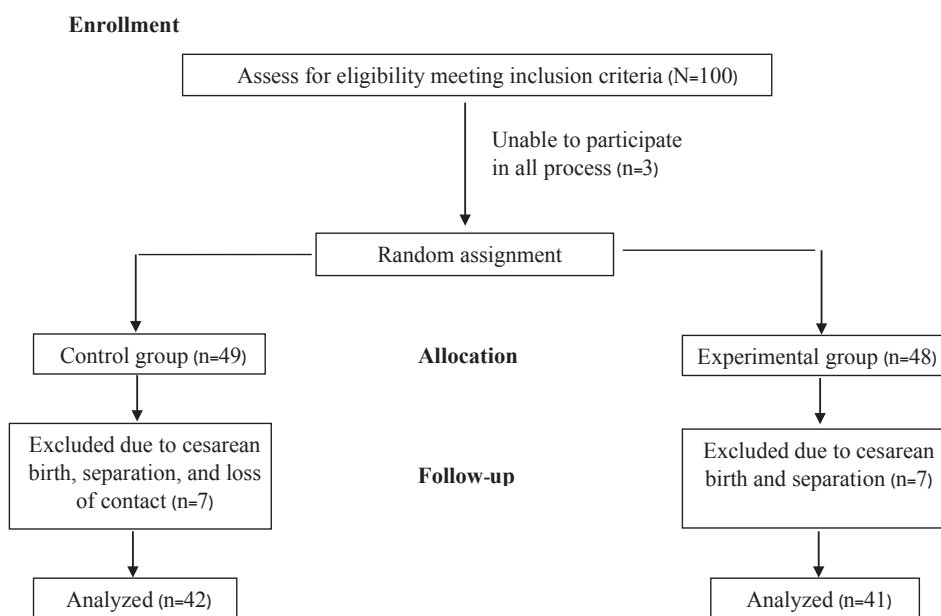 Enrollment
Assess for eligibility meeting inclusion criteria (N=100)
Unable to participate
in all process (n=3)
Random assignment
Control group (n=49)
Allocation
Experimental group (n=48)
Excluded due to cesarean
birth, separation, and loss
of contact (n=7)
Follow-up
Excluded due to cesarean
birth and separation (n=7)
Analyzed (n=42)
Analyzed (n=41)